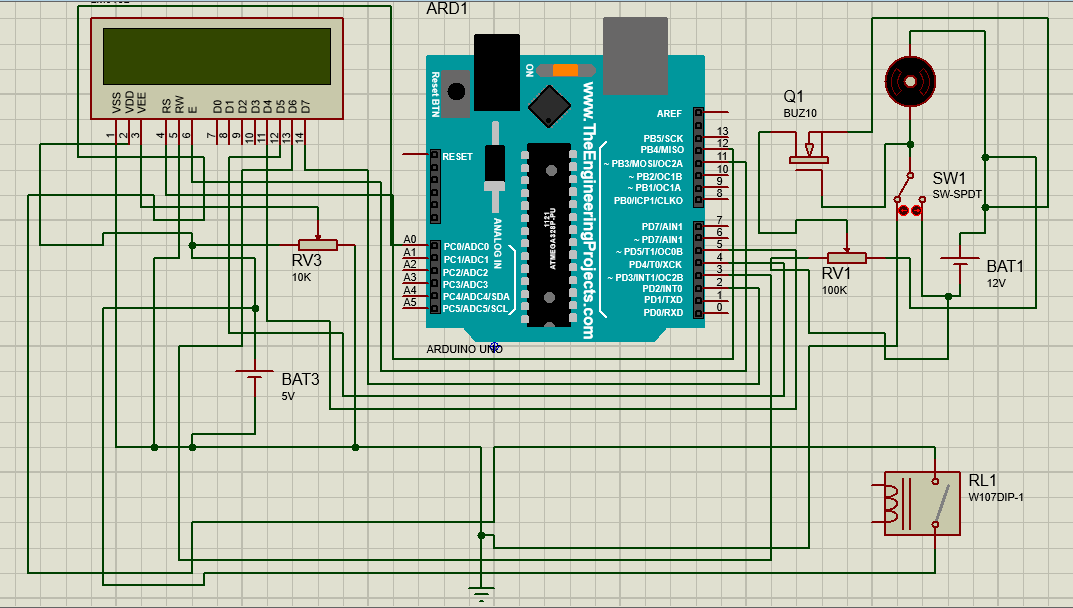 ARD1
VSS VDD VEE RS RW E D0 D1 D2 D3 D4 D5 D6 D7
1 2 3 4 5 6 7 8 9 10 11 12 13 14
RV3
10K
BAT3
5V
Reset BTN
ON
www.TheEngineeringProjects.com
RESET
ANALOG IN
1121
ATMEGA328P-PU
A0 PC0/ADC0
A1 PC1/ADC1
A2 PC2/ADC2
A3 PC3/ADC3
A4 PC4/ADC4/SDA
A5 PC5/ADC5/SCL
AREF
PB5/SCK 13
PB4/MISO 12
~ PB3/MOSI/OC2A 11
~ PB2/OC1B 10
~ PB1/OC1A 9
PB0/ICP1/CLKO 8
PD7/AIN1 7
~ PD7/AIN1 6
~ PD5/T1/OC0B 5
PD4/T0/XCK 4
~ PD3/INT1/OC2B 3
PD2/INT0 2
PD1/TXD 1
PD0/RXD 0
ARDUINO UNO
Q1
BUZ10
SW1
SW-SPDT
RV1
100K
BAT1
12V
RL1
W107DIP-1